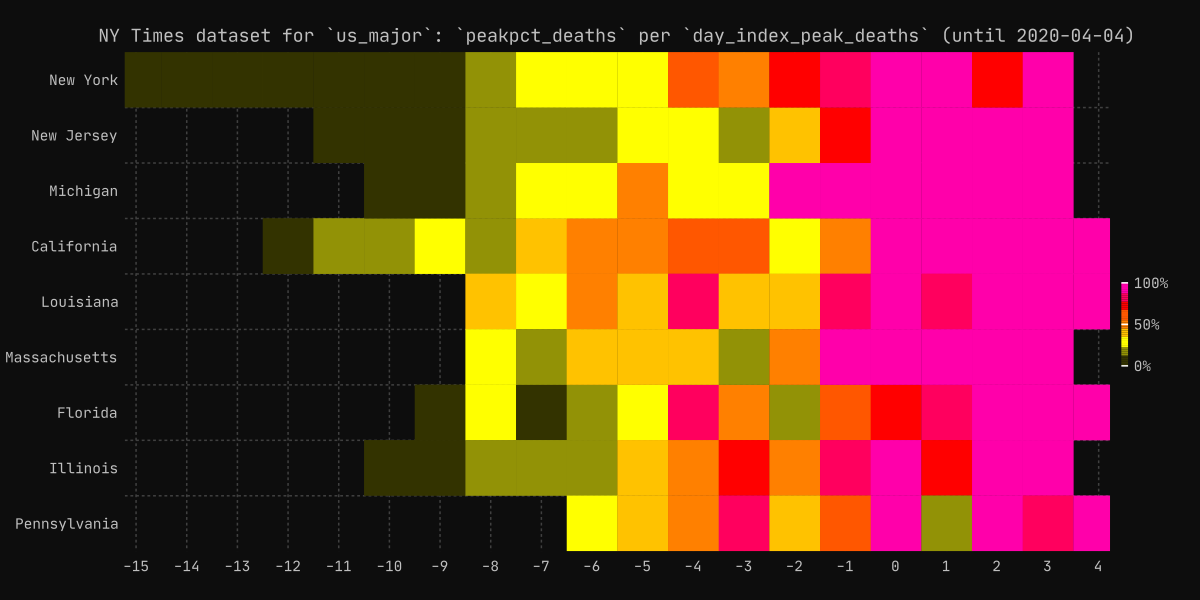 NY Times dataset for `us_major`: `peakpct_deaths` per `day_index_peak_deaths` (until 2020-04-04)
New York
New Jersey
Michigan
California
Louisiana
Massachusetts
Florida
Illinois
Pennsylvania
100%
50%
0%
-15 -14 -13 -12 -11 -10 -9 -8 -7 -6 -5 -4 -3 -2 -1 0 1 2 3 4